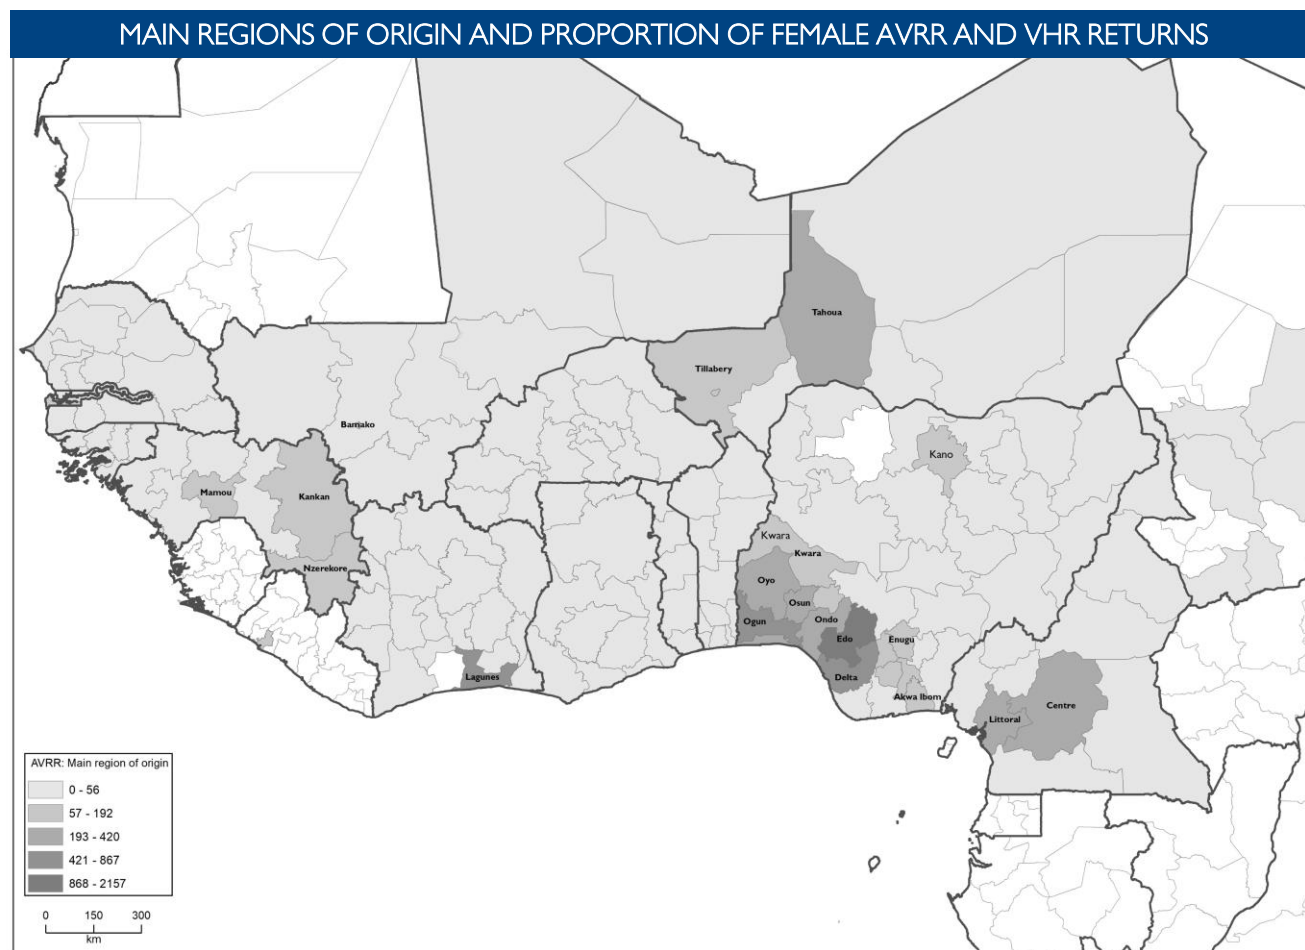 MAIN REGIONS OF ORIGIN AND PROPORTION OF FEMALE AVRR AND VHR RETURNS
Tahoua
Tillabery
Bamako
Kano
Mamou
Kankan
Kwara
Kwara
Nzerekore
Oyo
Osun
Ogun
Ondo
Edo
Enugu
Lagunes
Delta
Akwa Ibom
Centre
Littoral
AVRR: Main region of origin
0 - 56
57 - 192
193 - 420
421 - 867
868 - 2157
0 150 300
km